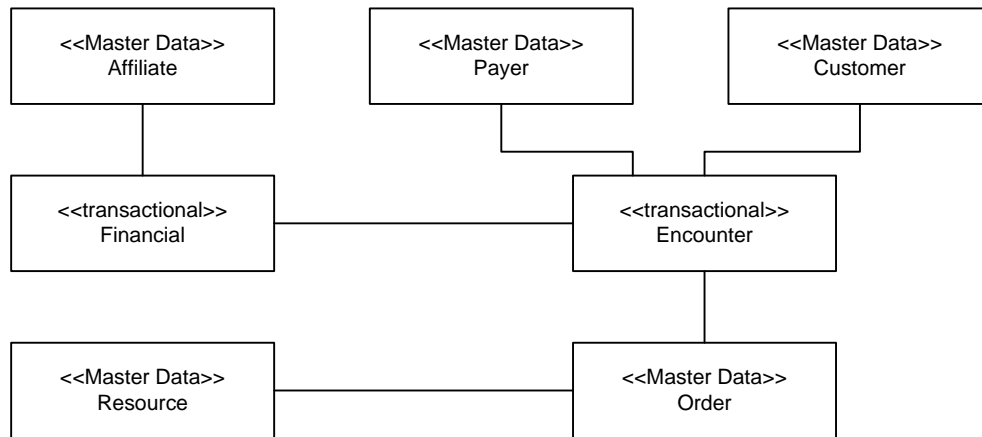 <<Master Data>>
Affiliate
<<Master Data>>
Payer
<<Master Data>>
Customer
<<transactional>>
Financial
<<transactional>>
Encounter
<<Master Data>>
Resource
<<Master Data>>
Order